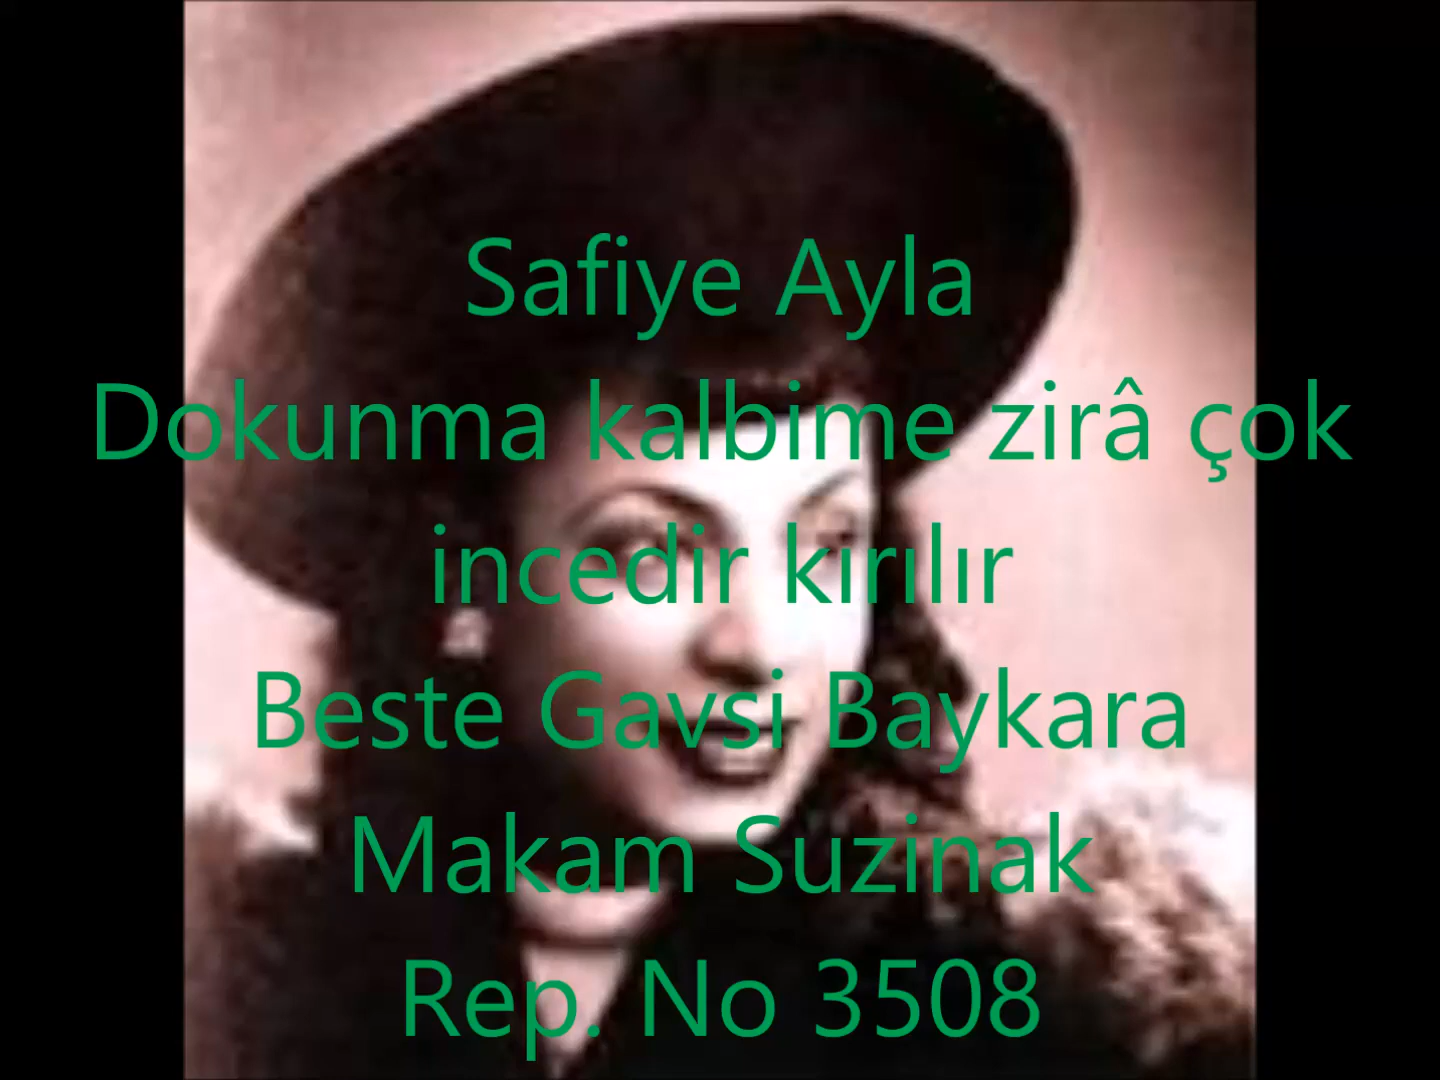 Safiye Ayla
Dokunma kalbime zirâ çok
incedir kırılır
Beste Gavsi Baykara
Makam Suzinak
Rep. No 3508